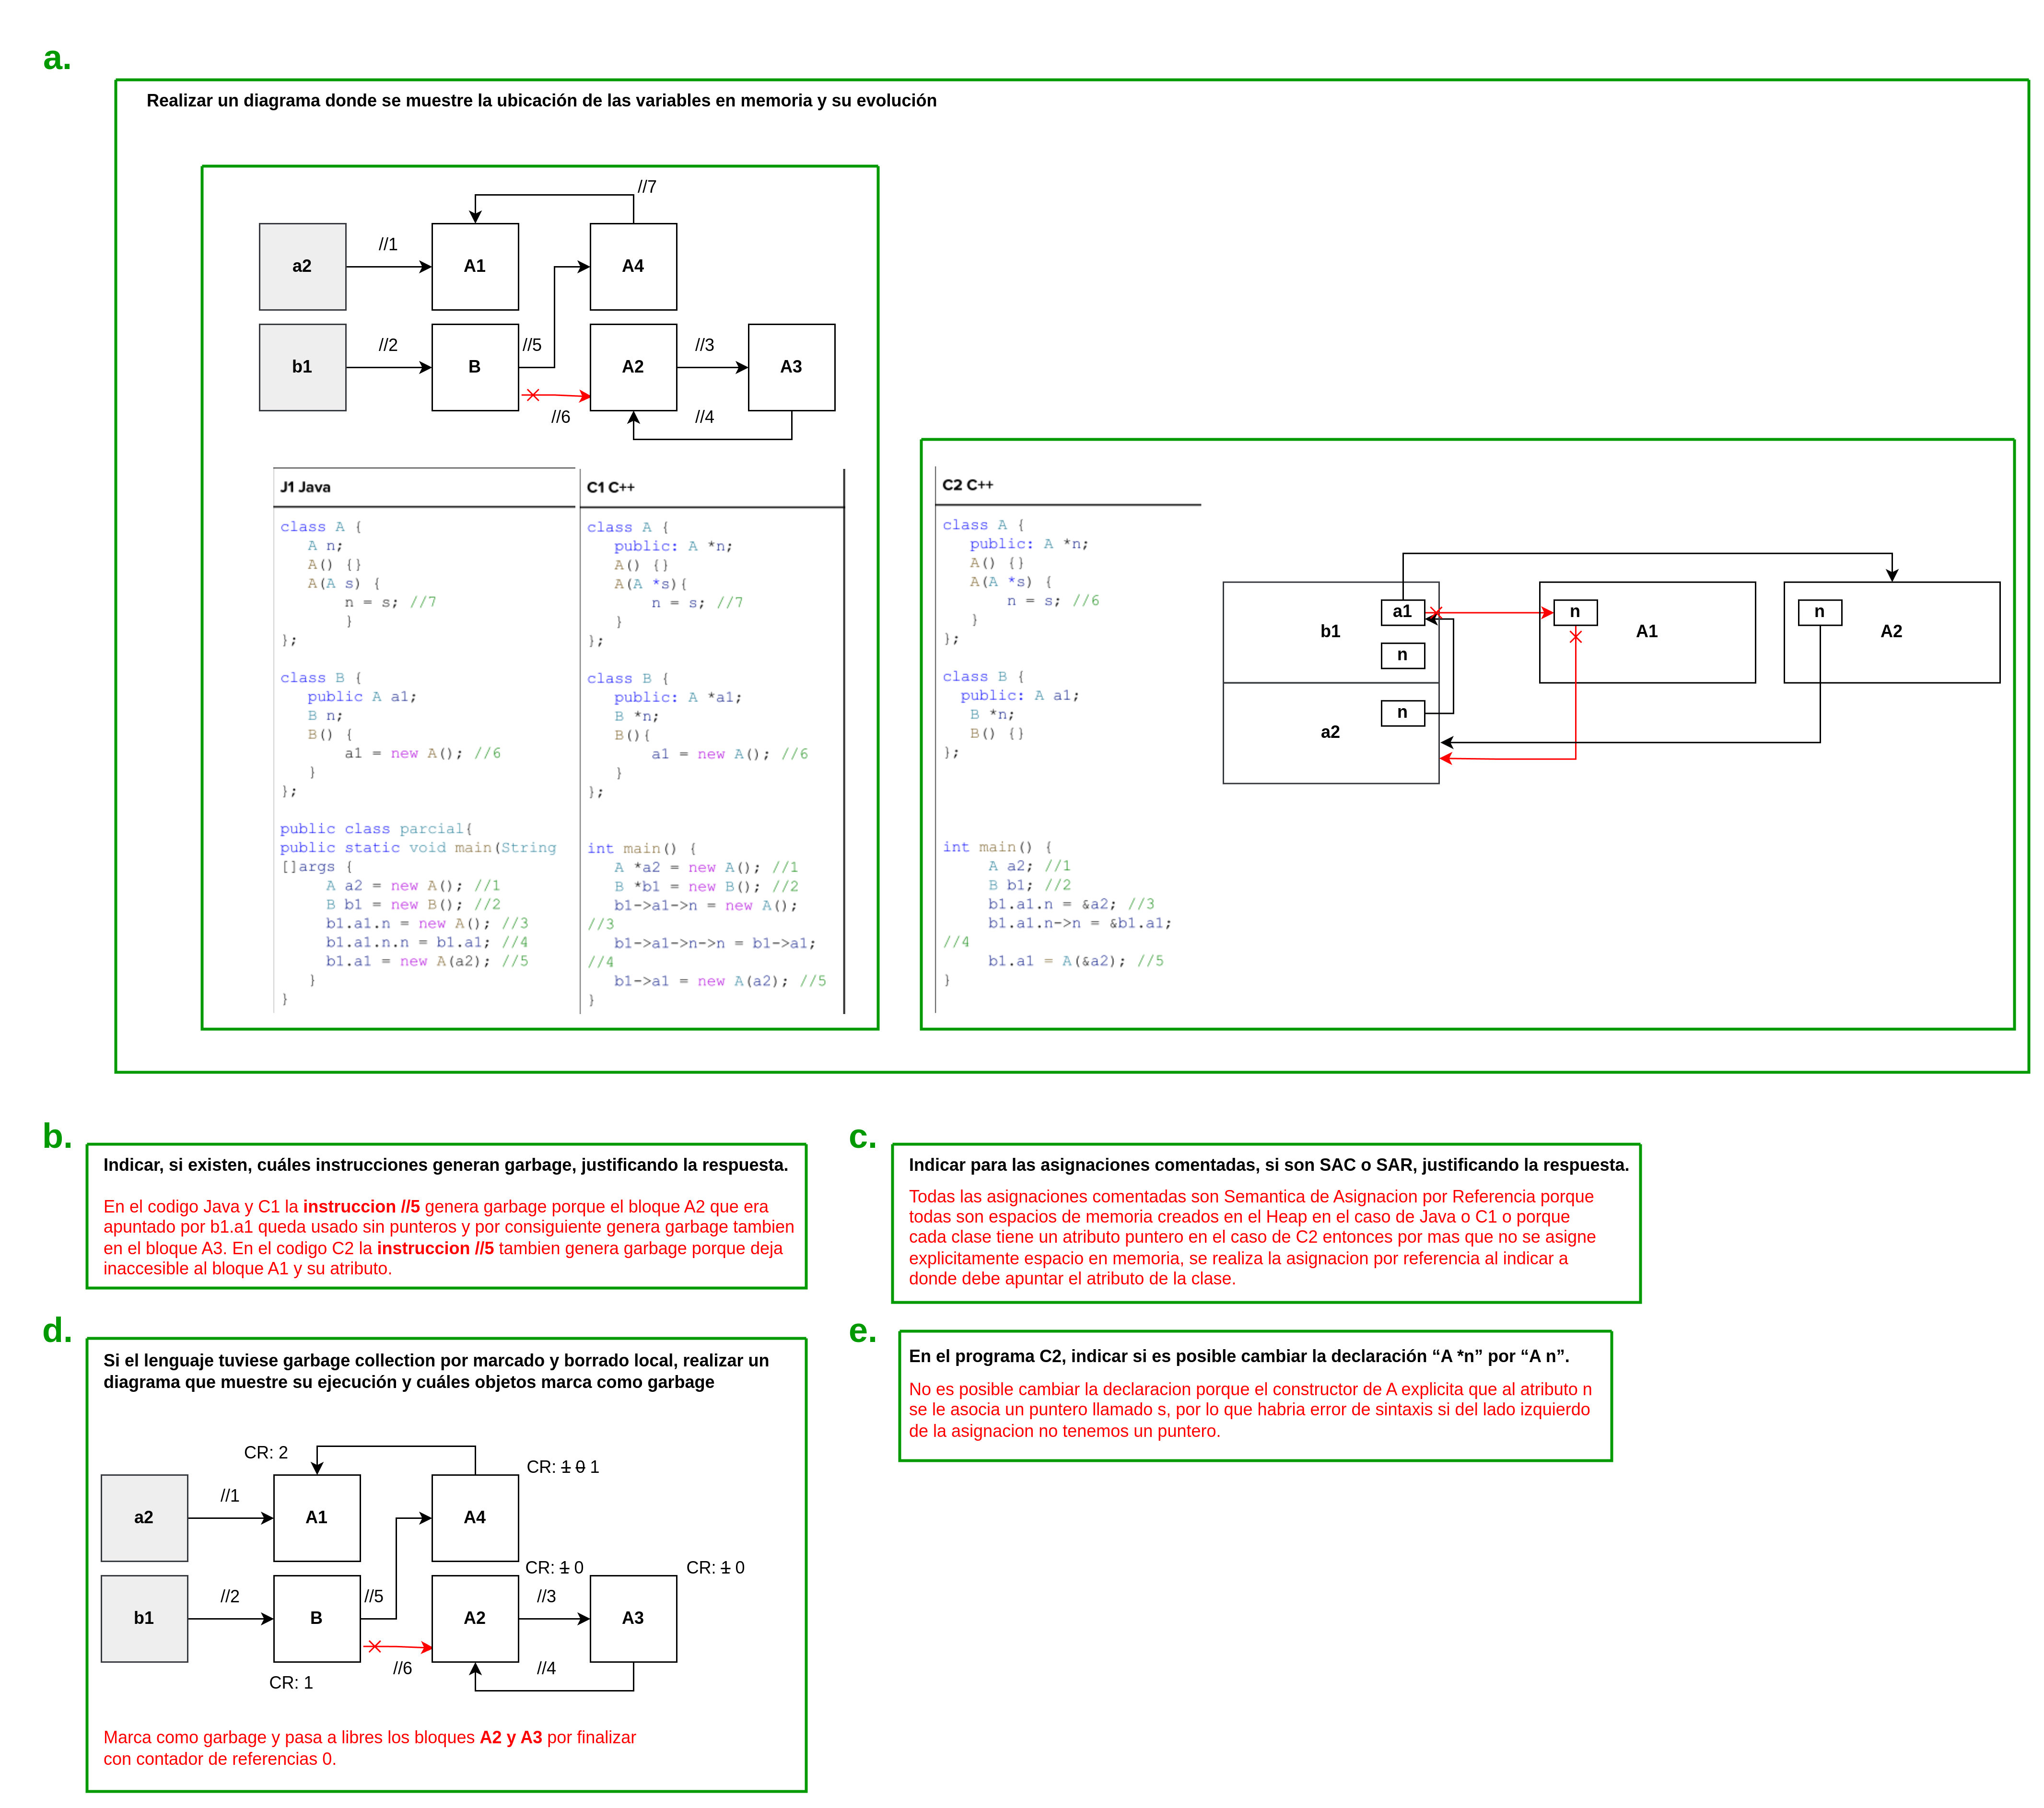 a.
Realizar un diagrama donde se muestre la ubicación de las variables en memoria y su evolución
//7
a2
//1
A1
A4
b1
//2
B
//5
A2
//3
A3
//6
//4
J1 Java
class A {
A n;
A() {}
A(A s) {
n = s; //7
}
};
class B {
public A a1;
B n;
B() {
a1 = new A(); //6
}
};
public class parcial{
public static void main(String
[]args {
A a2 = new A(); //1
B b1 = new B(); //2
b1.a1.n = new A(); //3
b1.a1.n.n = b1.a1; //4
b1.a1 = new A(a2); //5
}
}
C1 C++
class A {
public: A *n;
A() {}
A(A *s){
n = s; //7
}
};
class B {
public: A *a1;
B *n;
B(){
a1 = new A(); //6
}
};
int main() {
A *a2 = new A(); //1
B *b1 = new B(); //2
b1->a1->n = new A();
//3
b1->a1->n->n = b1->a1;
//4
b1->a1 = new A(a2); //5
}
C2 C++
class A {
public: A *n;
A() {}
A(A *s) {
n = s; //6
}
};
class B {
public: A a1;
B *n;
B() {}
};
int main() {
A a2; //1
B b1; //2
b1.a1.n = &a2; //3
b1.a1.n->n = &b1.a1;
//4
b1.a1 = A(&a2); //5
}
b1
a1
n
n
a2
n
A1
n
A2
b.
Indicar, si existen, cuáles instrucciones generan garbage, justificando la respuesta.
En el codigo Java y C1 la instruccion //5 genera garbage porque el bloque A2 que era
apuntado por b1.a1 queda usado sin punteros y por consiguiente genera garbage tambien
en el bloque A3. En el codigo C2 la instruccion //5 tambien genera garbage porque deja
inaccesible al bloque A1 y su atributo.
c.
Indicar para las asignaciones comentadas, si son SAC o SAR, justificando la respuesta.
Todas las asignaciones comentadas son Semantica de Asignacion por Referencia porque
todas son espacios de memoria creados en el Heap en el caso de Java o C1 o porque
cada clase tiene un atributo puntero en el caso de C2 entonces por mas que no se asigne
explicitamente espacio en memoria, se realiza la asignacion por referencia al indicar a
donde debe apuntar el atributo de la clase.
d.
Si el lenguaje tuviese garbage collection por marcado y borrado local, realizar un
diagrama que muestre su ejecución y cuáles objetos marca como garbage
CR: 2
CR: 1 0 1
a2
//1
A1
A4
CR: 1 0
CR: 1 0
b1
//2
B
//5
A2
//3
A3
//6
//4
CR: 1
Marca como garbage y pasa a libres los bloques A2 y A3 por finalizar
con contador de referencias 0.
e.
En el programa C2, indicar si es posible cambiar la declaración “A *n” por “A n”.
No es posible cambiar la declaracion porque el constructor de A explicita que al atributo n
se le asocia un puntero llamado s, por lo que habria error de sintaxis si del lado izquierdo
de la asignacion no tenemos un puntero.